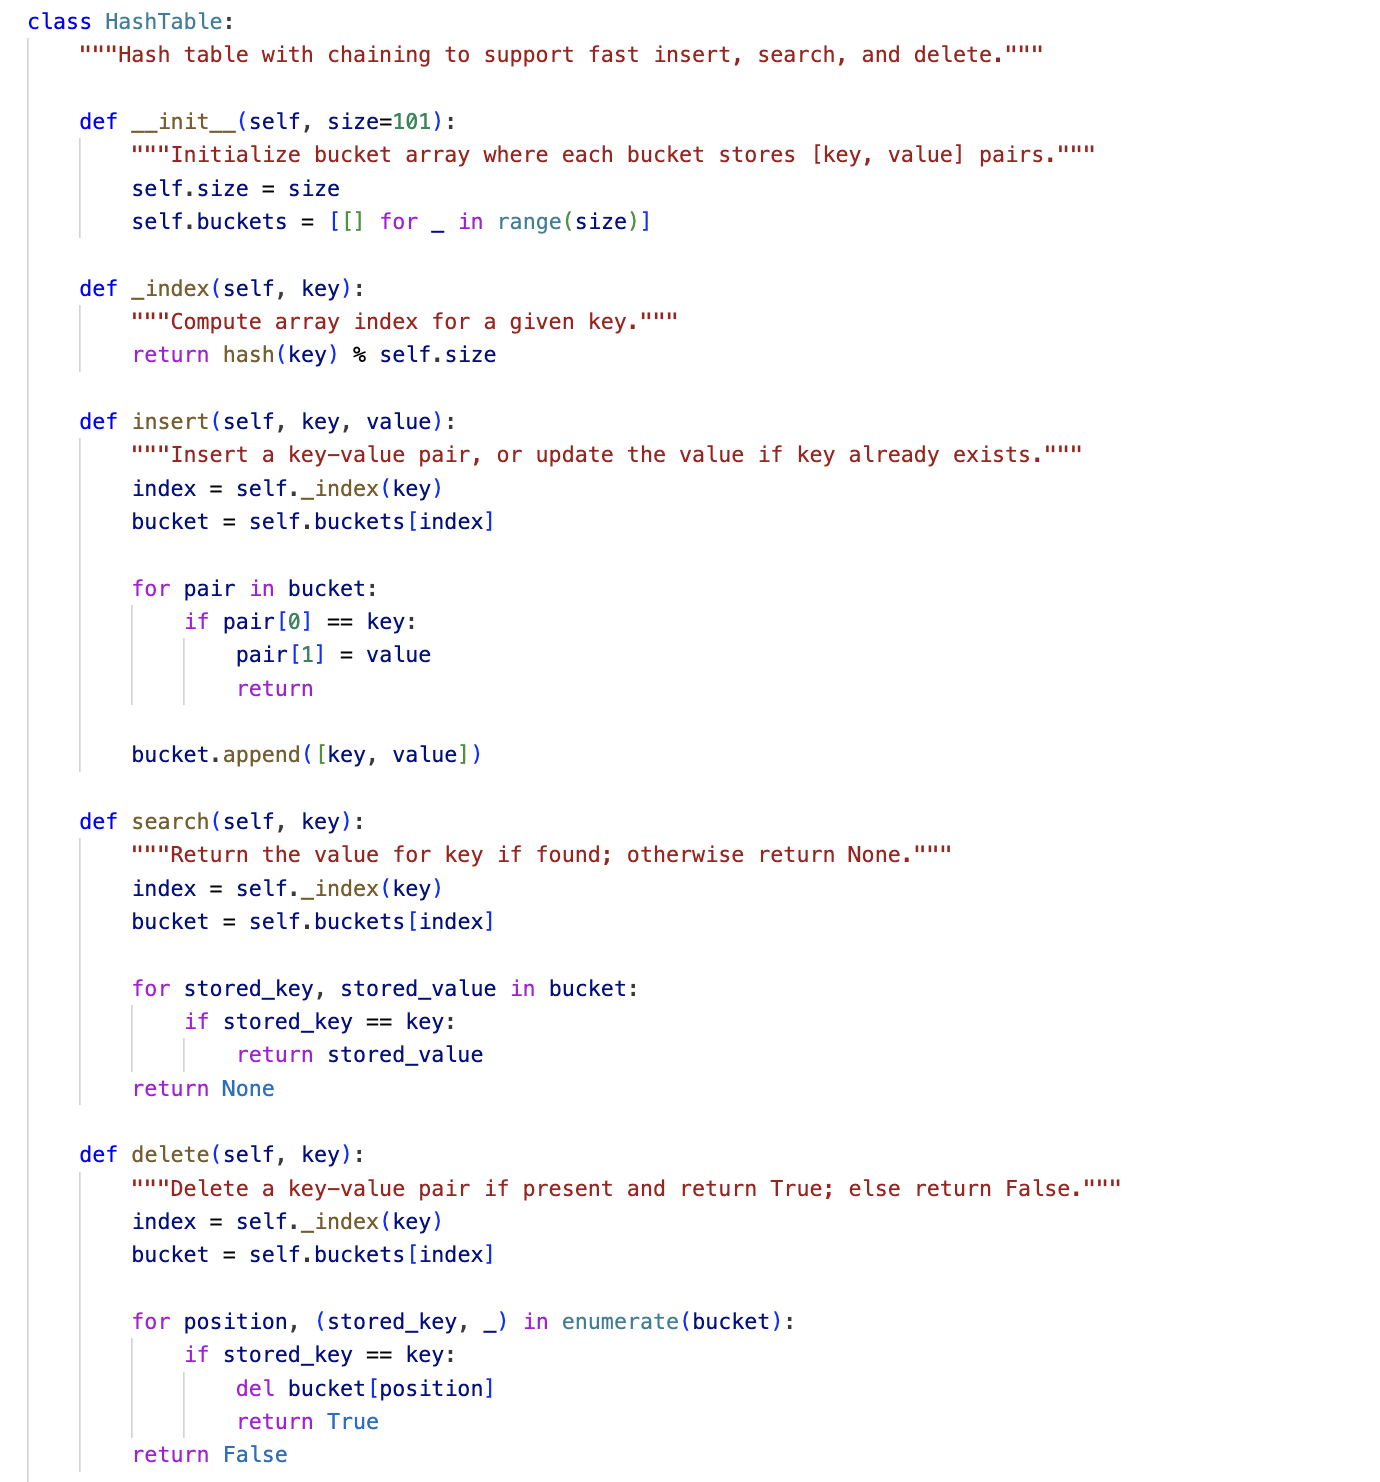 class HashTable:
    """Hash table with chaining to support fast insert, search, and delete."""
    def __init__(self, size=101):
        """Initialize bucket array where each bucket stores [key, value] pairs."""
        self.size = size
        self.buckets = [[] for _ in range(size)]
    def _index(self, key):
        """Compute array index for a given key."""
        return hash(key) % self.size
    def insert(self, key, value):
        """Insert a key-value pair, or update the value if key already exists."""
        index = self._index(key)
        bucket = self.buckets[index]
        for pair in bucket:
            if pair[0] == key:
                pair[1] = value
                return
        bucket.append([key, value])
    def search(self, key):
        """Return the value for key if found; otherwise return None."""
        index = self._index(key)
        bucket = self.buckets[index]
        for stored_key, stored_value in bucket:
            if stored_key == key:
                return stored_value
        return None
    def delete(self, key):
        """Delete a key-value pair if present and return True; else return False."""
        index = self._index(key)
        bucket = self.buckets[index]
        for position, (stored_key, _) in enumerate(bucket):
            if stored_key == key:
                del bucket[position]
                return True
        return False